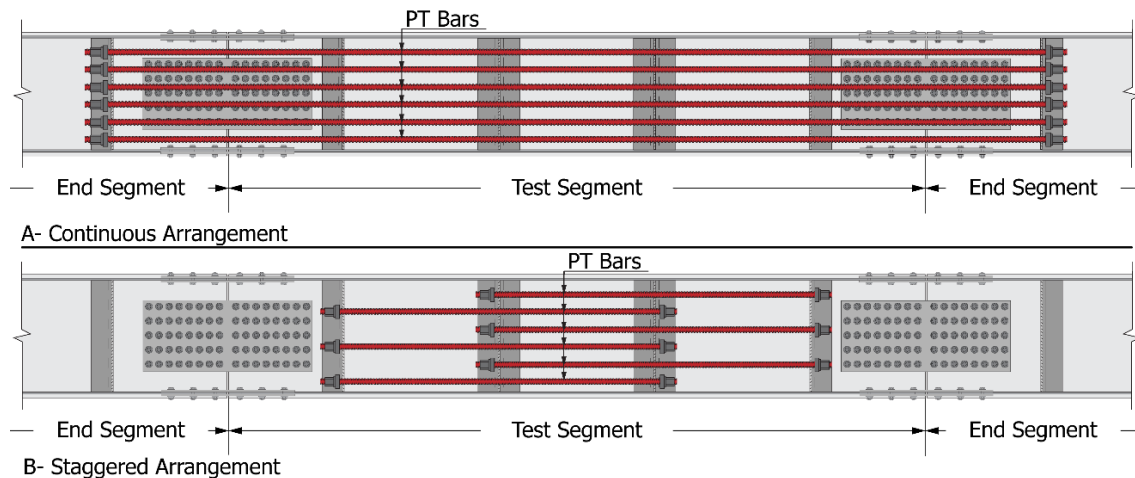 PT Bars
End Segment
Test Segment
End Segment
A- Continuous Arrangement
PT Bars
End Segment
Test Segment
End Segment
B- Staggered Arrangement